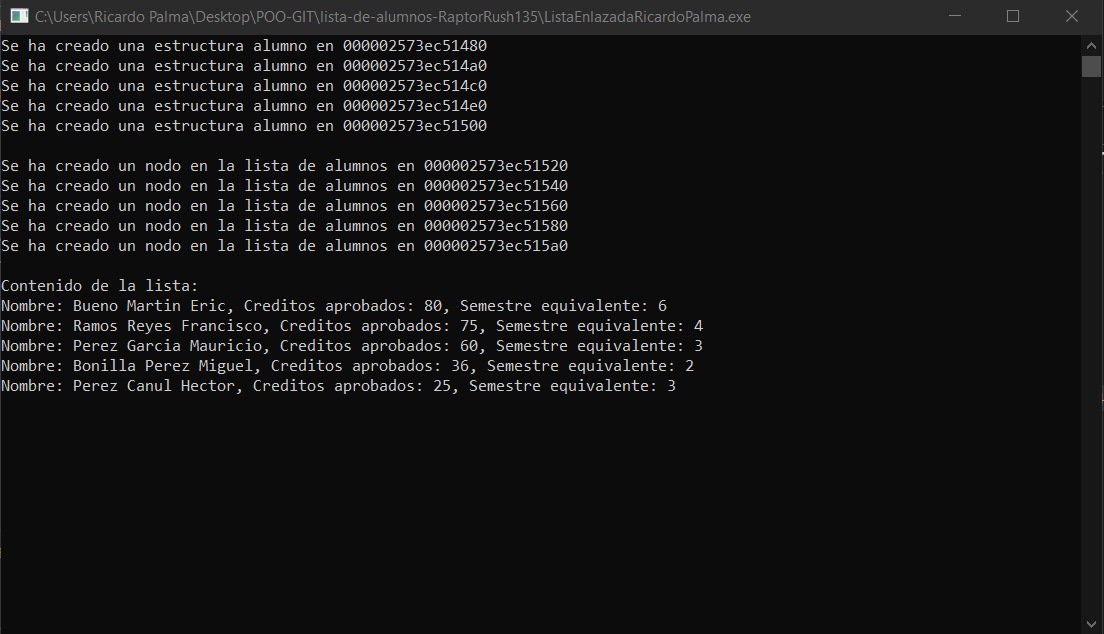 C:\Users\Ricardo Palma\Desktop\POO-GIT\lista-de-alumnos-RaptorRush135\ListaEnlazadaRicardoPalma.exe
Se ha creado una estructura alumno en 000002573ec51480
Se ha creado una estructura alumno en 000002573ec514a0
Se ha creado una estructura alumno en 000002573ec514c0
Se ha creado una estructura alumno en 000002573ec514e0
Se ha creado una estructura alumno en 000002573ec51500
Se ha creado un nodo en la lista de alumnos en 000002573ec51520
Se ha creado un nodo en la lista de alumnos en 000002573ec51540
Se ha creado un nodo en la lista de alumnos en 000002573ec51560
Se ha creado un nodo en la lista de alumnos en 000002573ec51580
Se ha creado un nodo en la lista de alumnos en 000002573ec515a0
Contenido de la lista:
Nombre: Bueno Martin Eric, Creditos aprobados: 80, Semestre equivalente: 6
Nombre: Ramos Reyes Francisco, Creditos aprobados: 75, Semestre equivalente: 4
Nombre: Perez Garcia Mauricio, Creditos aprobados: 60, Semestre equivalente: 3
Nombre: Bonilla Perez Miguel, Creditos aprobados: 36, Semestre equivalente: 2
Nombre: Perez Canul Hector, Creditos aprobados: 25, Semestre equivalente: 3